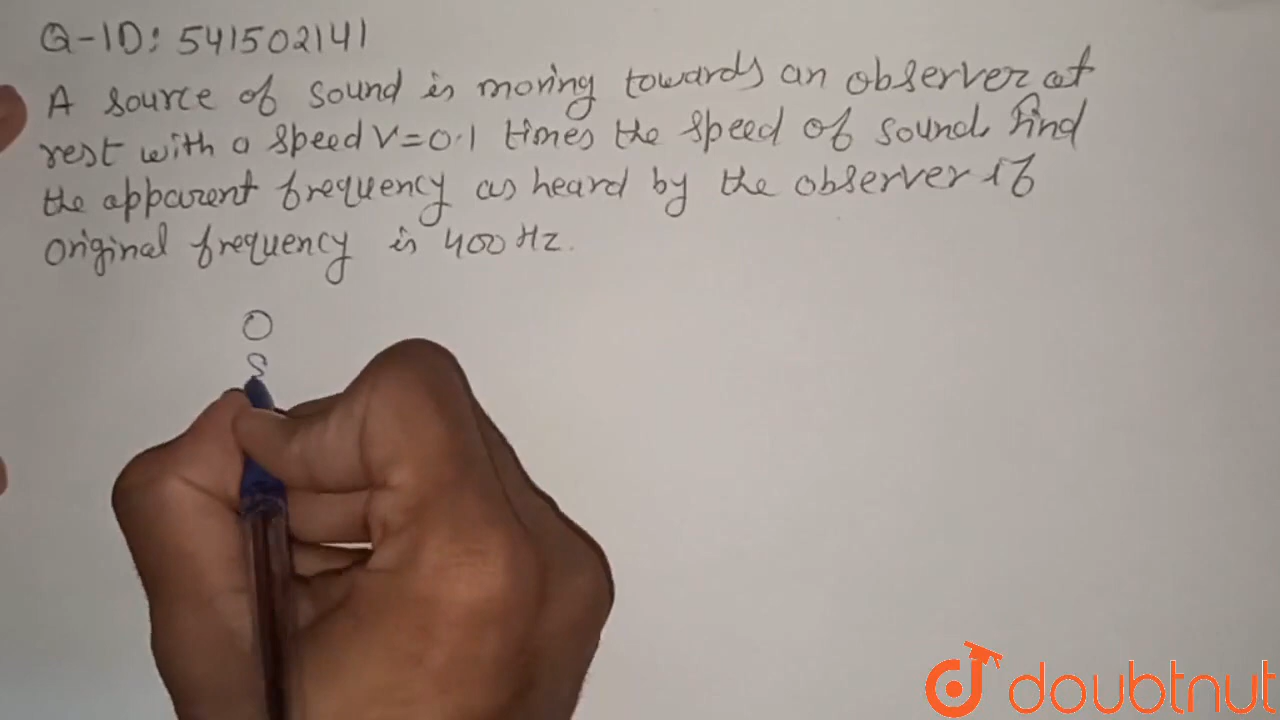 Q-ID: 541502141
A source of sound is moving towards an observer at
rest with a speed V=0.1 times the speed of sound. Find
the apparent frequency as heard by the observer if
original frequency is 400 Hz.
S
doubtnut